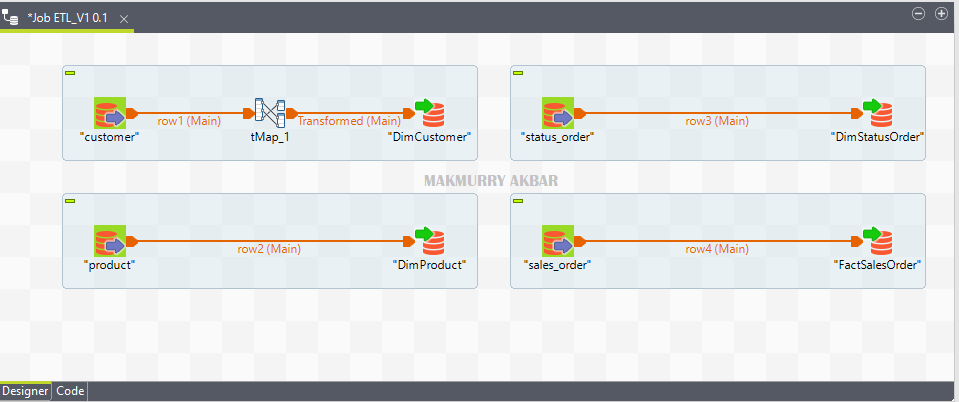 *Job ETL_V1 0.1
row1 (Main)
Transformed (Main)
"customer"
tMap_1
"DimCustomer"
row3 (Main)
"status_order"
"DimStatusOrder"
MAKMURRY AKBAR
row2 (Main)
"product"
"DimProduct"
row4 (Main)
"sales_order"
"FactSalesOrder"
Designer
Code